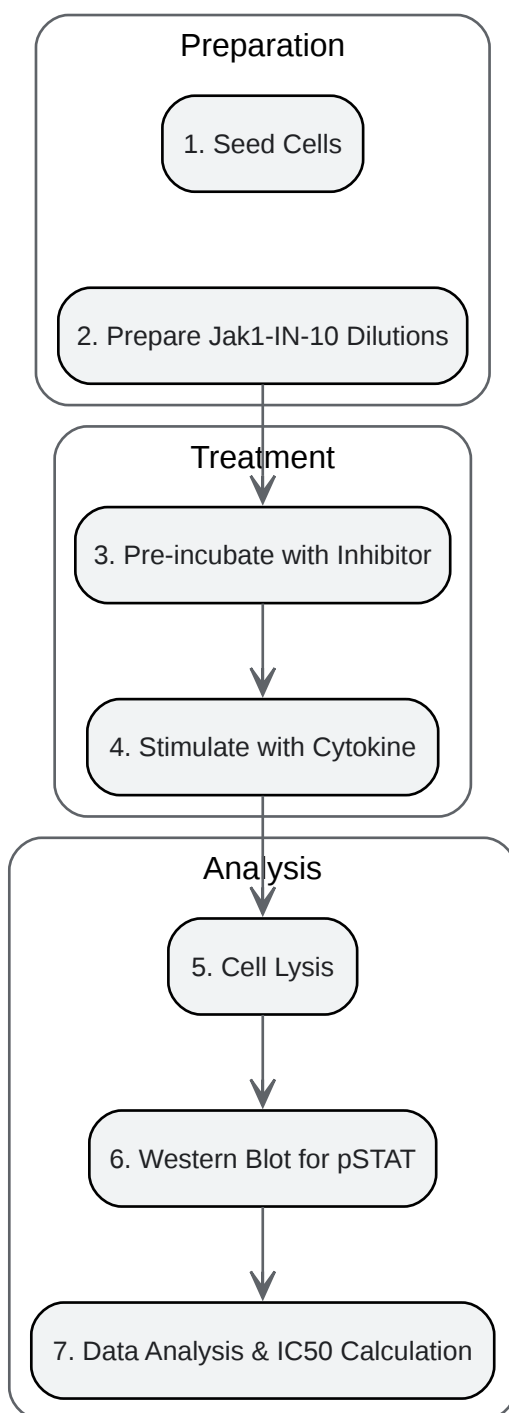 Preparation
1. Seed Cells
2. Prepare Jak1-IN-10 Dilutions
Treatment
3. Pre-incubate with Inhibitor
4. Stimulate with Cytokine
Analysis
5. Cell Lysis
6. Western Blot for pSTAT
7. Data Analysis & IC50 Calculation